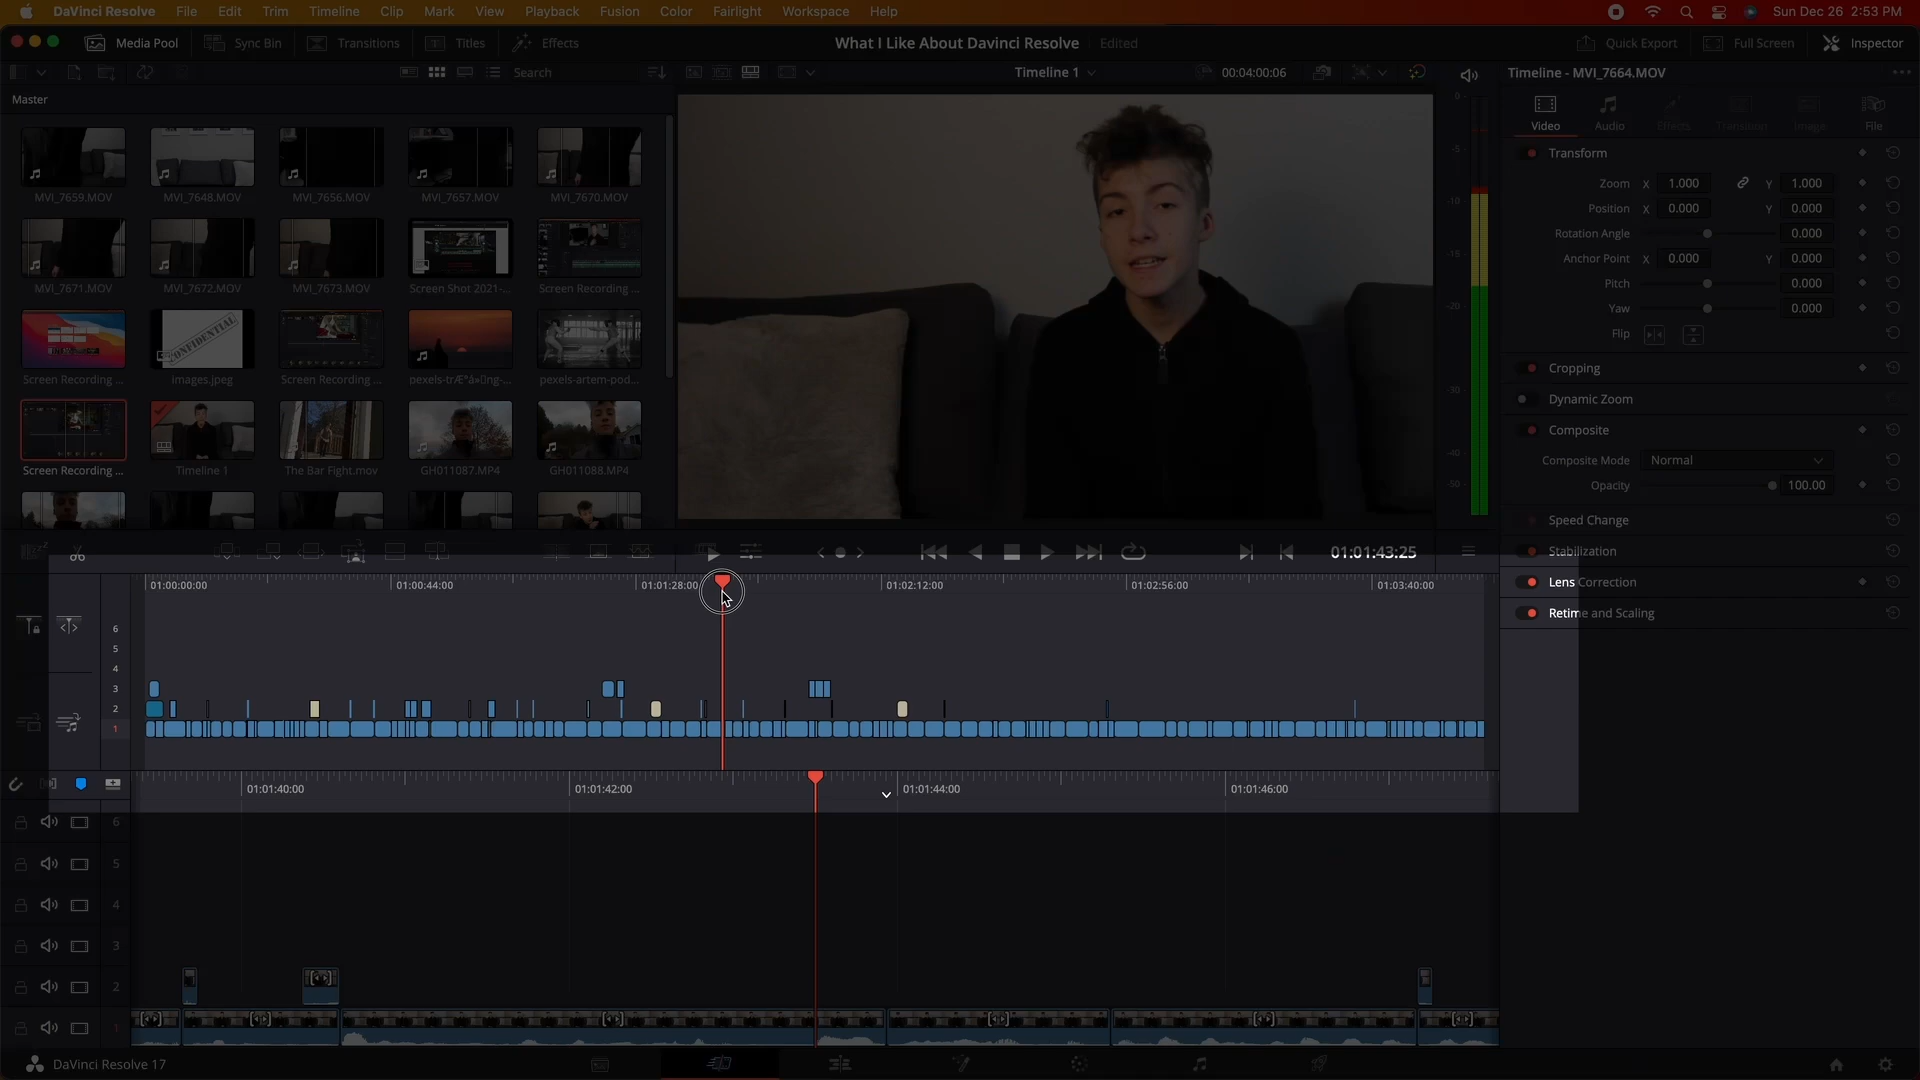 DaVinci Resolve File Edit Trim Timeline Clip Mark View Playback Fusion Color Fairlight Workspace Help Sun Dec 26 2:53 PM
Media Pool Sync Bin Transitions Titles Effects What I Like About Davinci Resolve Edited Quick Export Full Screen Inspector
Search Timeline 1 00:04:00:06 Timeline - MVI_7664.MOV
Master
Video Audio Effects Transition Image File
MVI_7659.MOV MVI_7648.MOV MVI_7656.MOV MVI_7657.MOV MVI_7670.MOV
MVI_7671.MOV MVI_7672.MOV MVI_7673.MOV Screen Shot 2021-... Screen Recording ...
CONFIDENTIAL
Screen Recording ... images.jpeg Screen Recording ... pexels-artem-pod...
Screen Recording ... Timeline 1 The Bar Fight.mov GH011087.MP4 GH011088.MP4
0
-5
-10
-15
-20
-30
-40
-50
Transform
Zoom X 1.000 Y 1.000
Position X 0.000 Y 0.000
Rotation Angle 0.000
Anchor Point X 0.000 Y 0.000
Pitch 0.000
Yaw 0.000
Flip
Cropping
Dynamic Zoom
Composite
Composite Mode Normal
Opacity 100.00
Speed Change
Stabilization
Lens Correction
Retime and Scaling
01:01:43:25
01:00:00:00 01:00:44:00 01:01:28:00 01:02:12:00 01:02:56:00 01:03:40:00
6
5
4
3
2
1
01:01:40:00 01:01:42:00 01:01:44:00 01:01:46:00
6
5
4
3
2
1
DaVinci Resolve 17